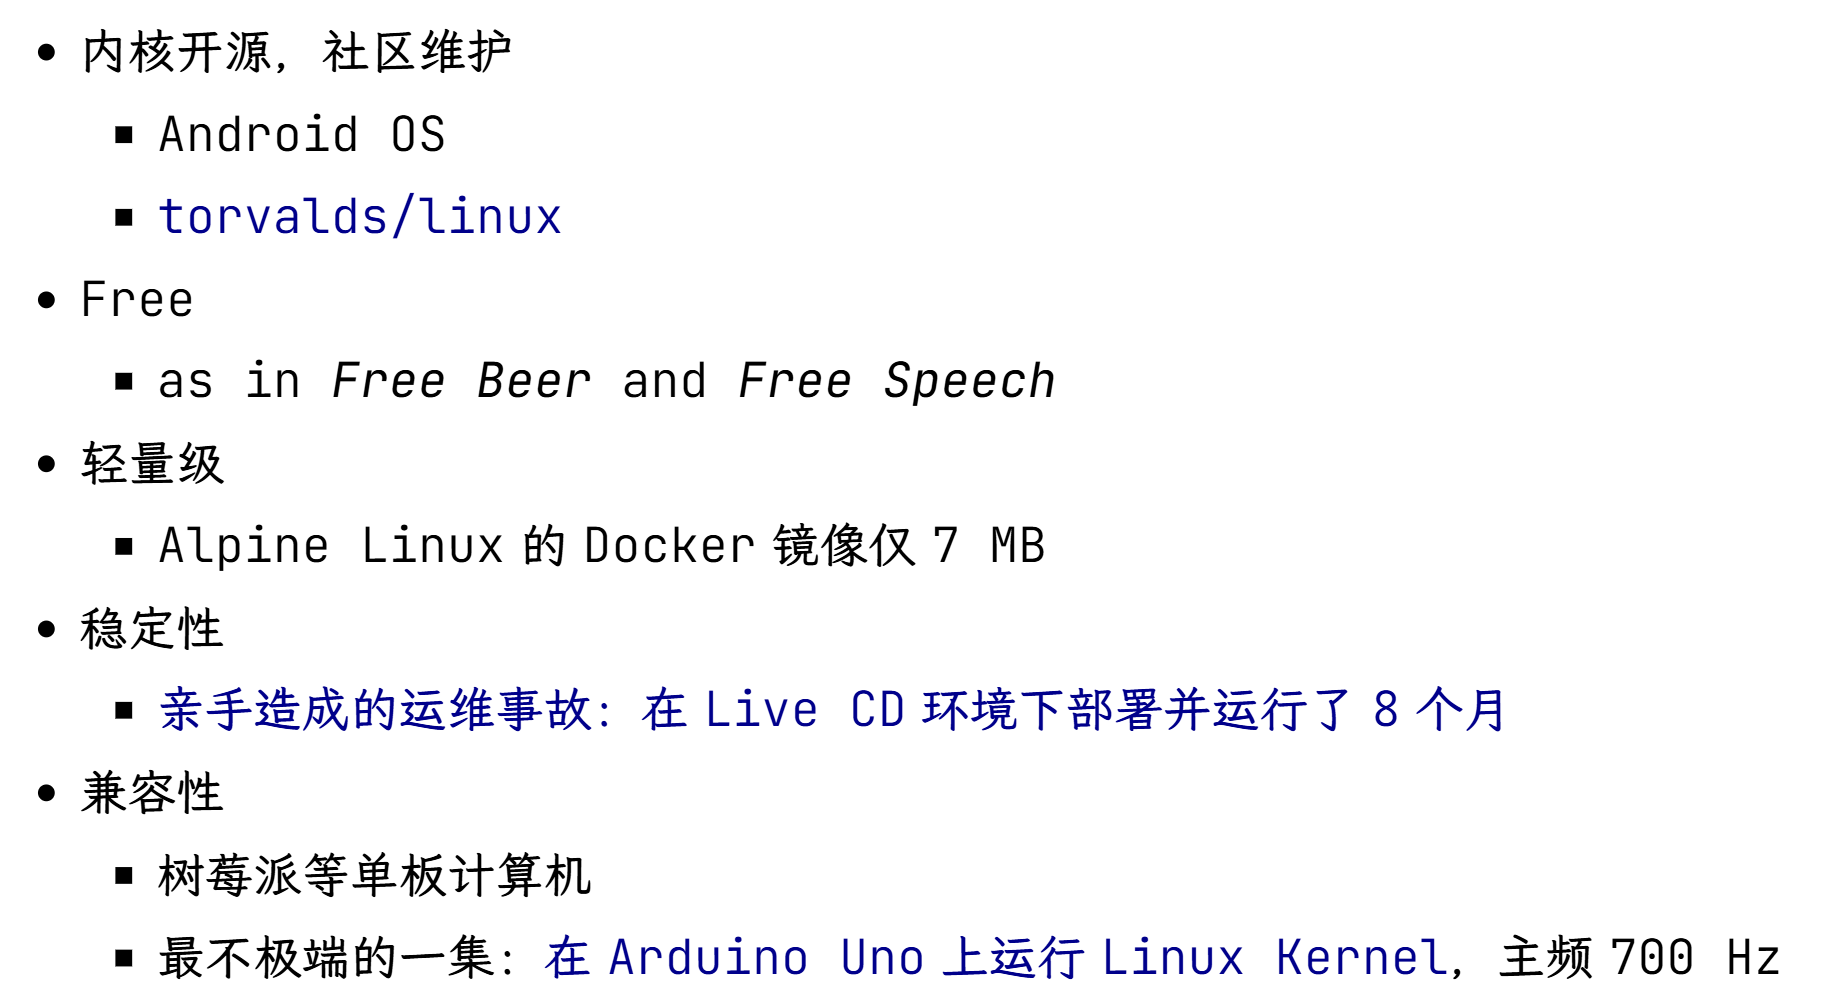 • 内核开源，社区维护
▪ Android OS
▪ torvalds/linux
• Free
▪ as in Free Beer and Free Speech
• 轻量级
▪ Alpine Linux 的 Docker 镜像仅 7 MB
• 稳定性
▪ 亲手造成的运维事故：在 Live CD 环境下部署并运行了 8 个月
• 兼容性
▪ 树莓派等单板计算机
▪ 最不极端的一集：在 Arduino Uno 上运行 Linux Kernel，主频 700 Hz